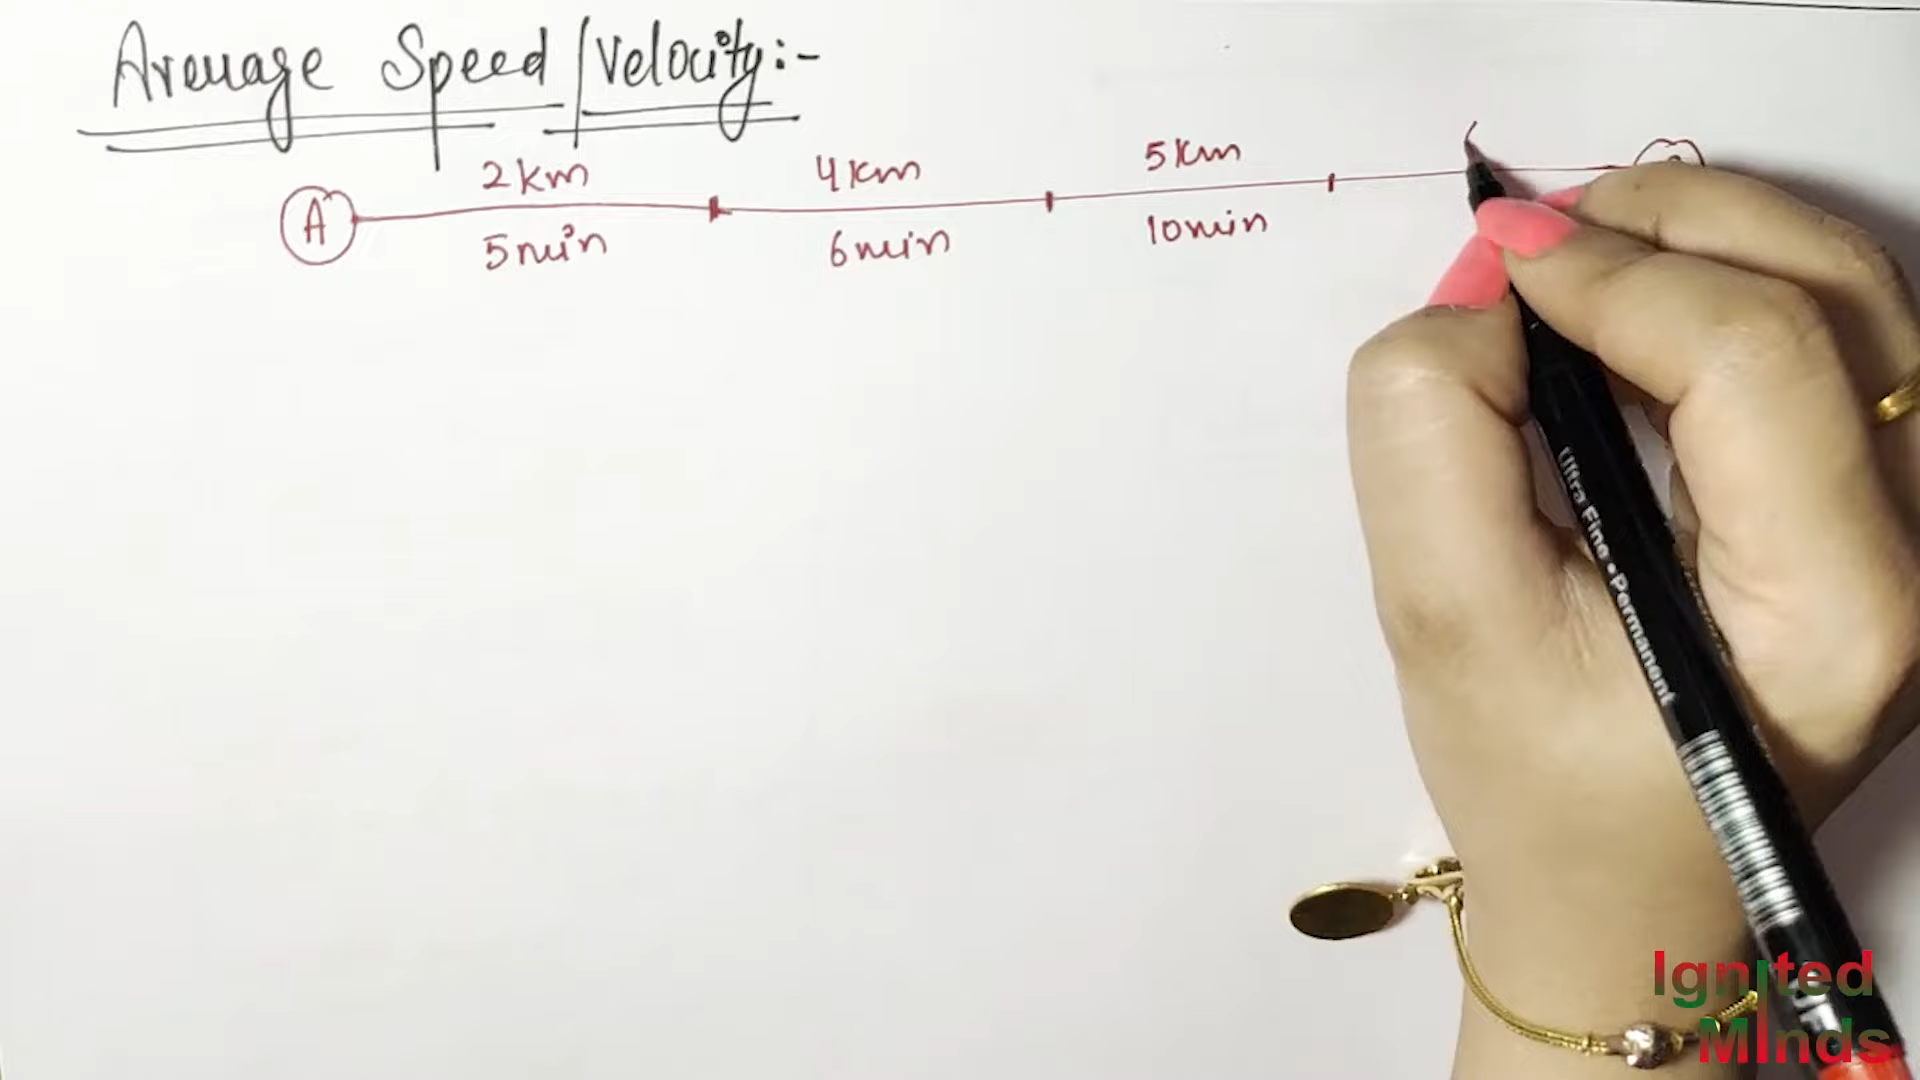 Average Speed / Velocity :-
2km 4km 5km
A
5min 6min 10min
Ultra Fine • Permanent
Ignited
Minds